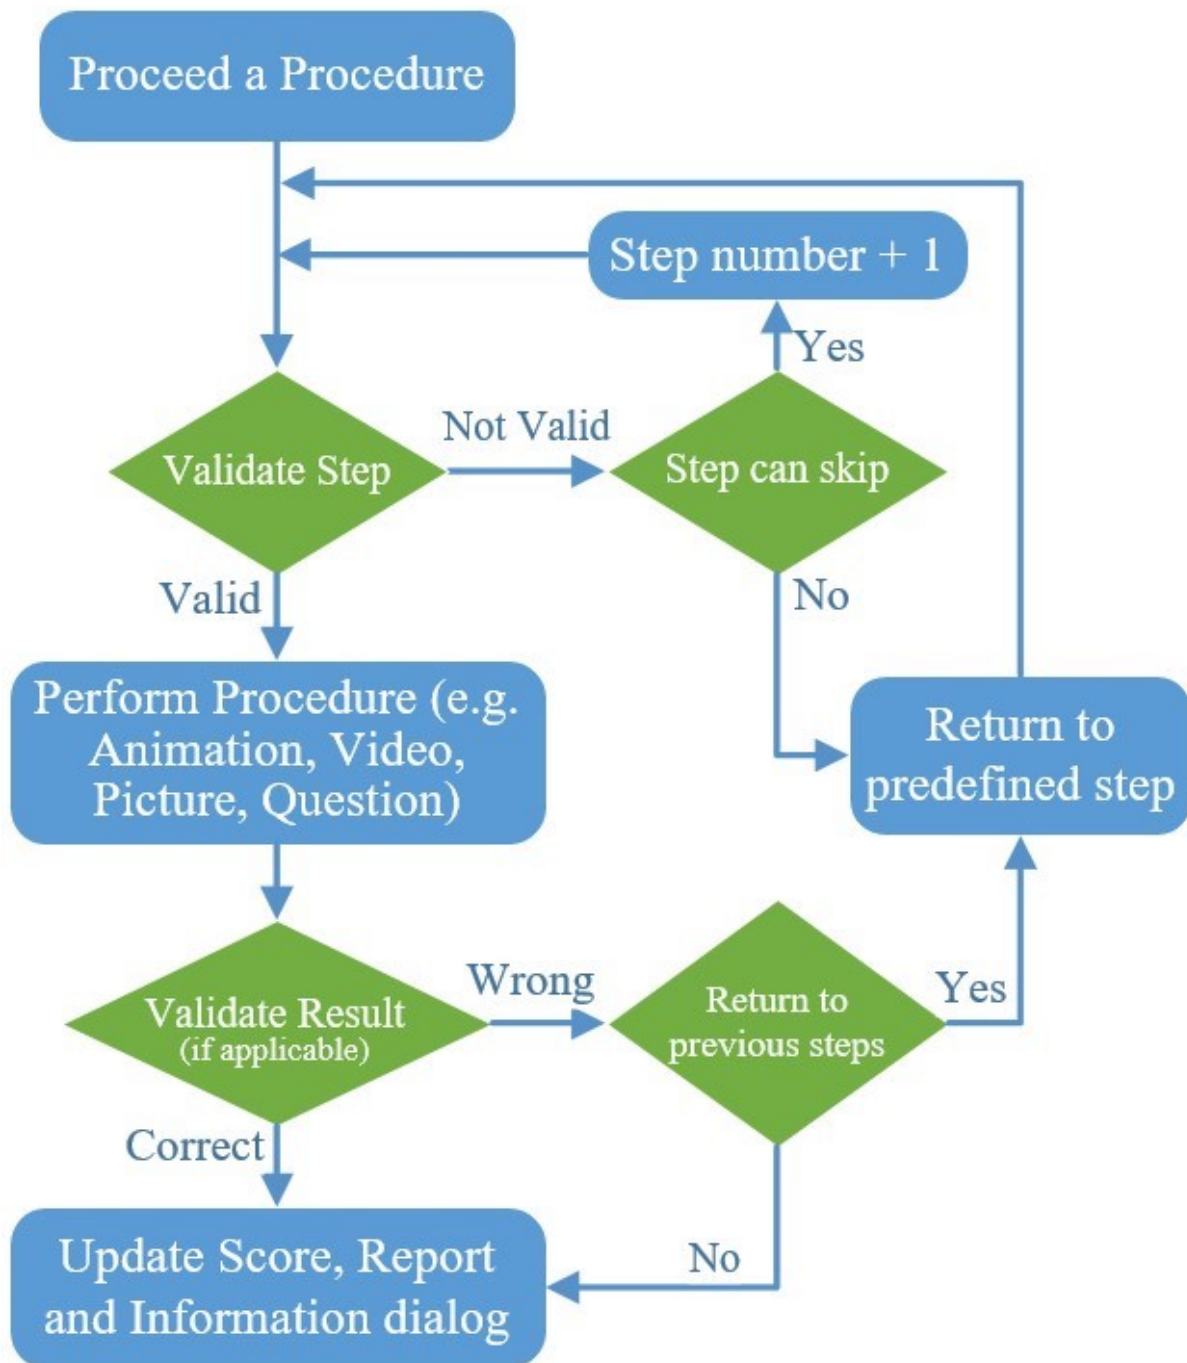 Proceed a Procedure
Step number + 1
Yes
Not Valid
Validate Step
Step can skip
Valid
No
Perform Procedure (e.g.
Animation, Video,
Picture, Question)
Return to
predefined step
Wrong
Yes
Validate Result
(if applicable)
Return to
previous steps
Correct
No
Update Score, Report
and Information dialog